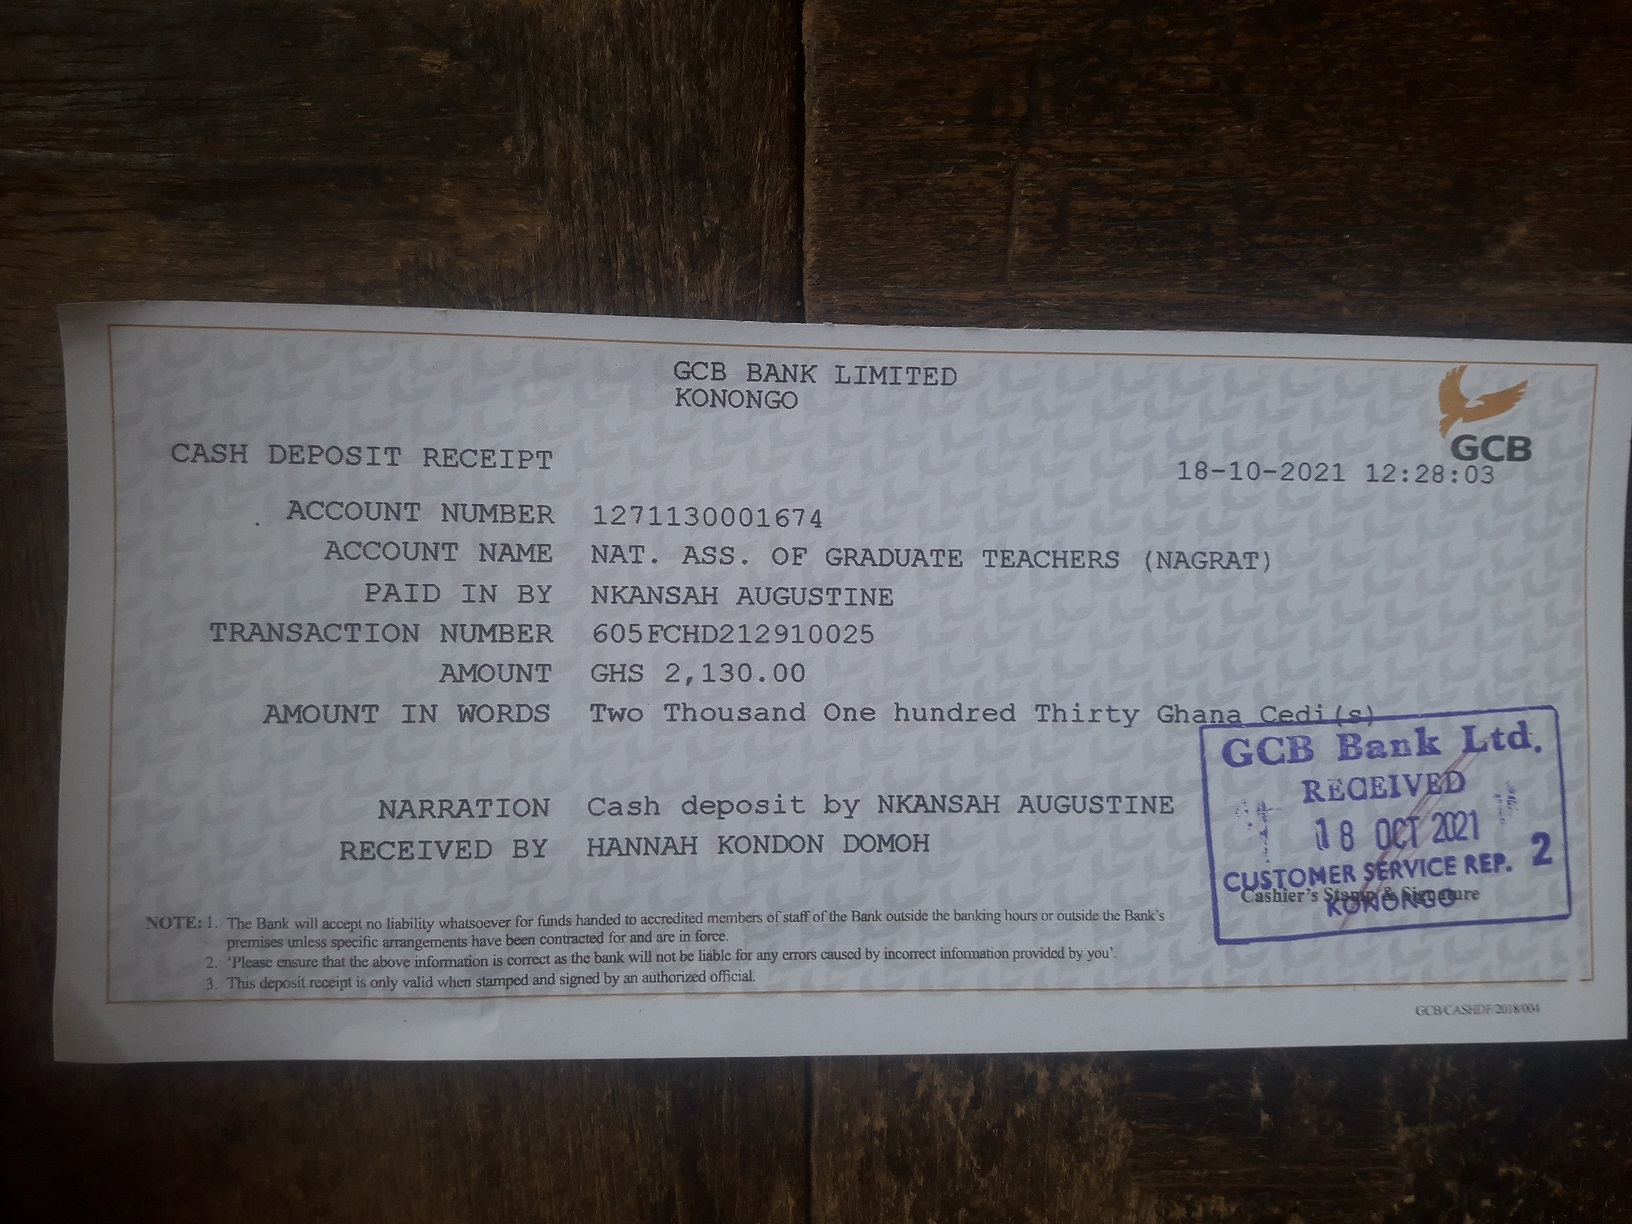 GCB BANK LIMITED
KONONGO
GCB
CASH DEPOSIT RECEIPT
18-10-2021 12:28:03
ACCOUNT NUMBER 1271130001674
ACCOUNT NAME NAT. ASS. OF GRADUATE TEACHERS (NAGRAT)
PAID IN BY NKANSAH AUGUSTINE
TRANSACTION NUMBER 605FCHD212910025
AMOUNT GHS 2,130.00
AMOUNT IN WORDS Two Thousand One hundred Thirty Ghana Cedi(s)
NARRATION Cash deposit by NKANSAH AUGUSTINE
RECEIVED BY HANNAH KONDON DOMOH
GCB Bank Ltd.
RECEIVED
18 OCT 2021
CUSTOMER SERVICE REP. 2
Cashier's Stamp & Signature
KONONGO
NOTE: 1. The Bank will accept no liability whatsoever for funds handed to accredited members of staff of the Bank outside the banking hours or outside the Bank's
premises unless specific arrangements have been contracted for and are in force.
2. 'Please ensure that the above information is correct as the bank will not be liable for any errors caused by incorrect information provided by you'.
3. This deposit receipt is only valid when stamped and signed by an authorized official.
GCB/CASHDF/2018/004